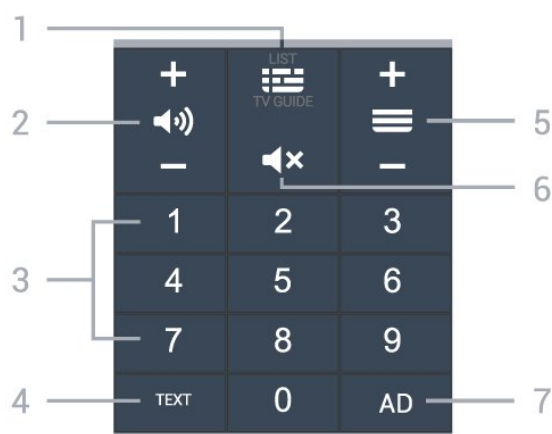 1
LIST
TV GUIDE
+ +
2 5
− −
6
1 2 3
3
4 5 6
7 8 9
4 TEXT 0 AD 7